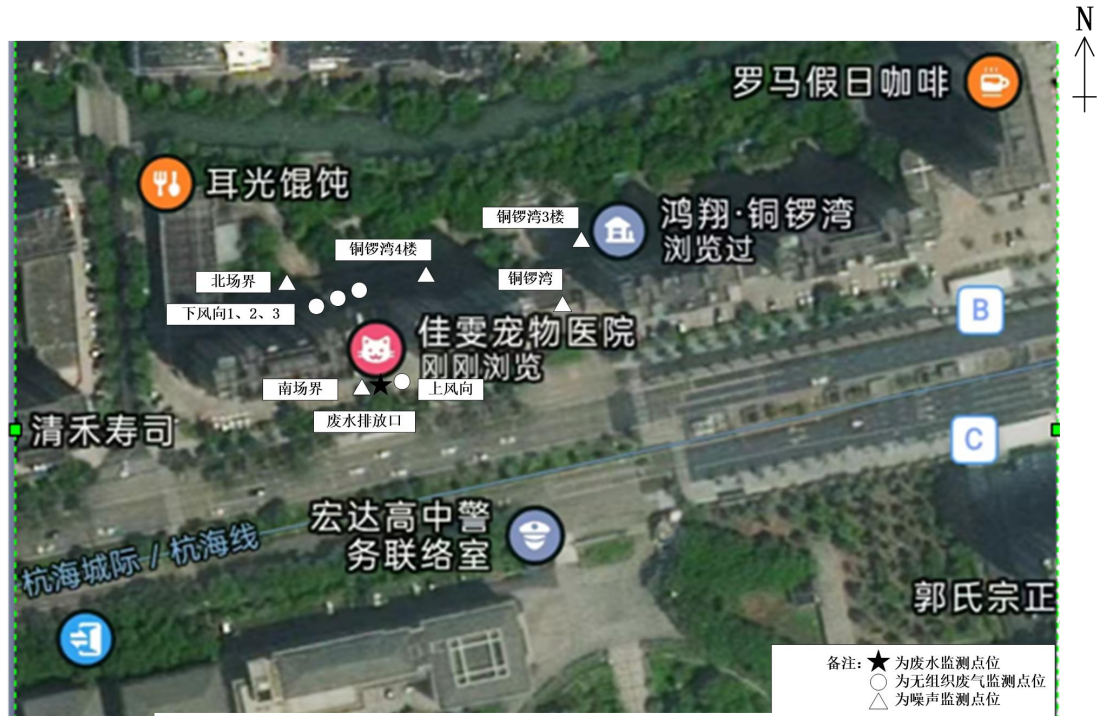 N
罗马假日咖啡
耳光馄饨
铜锣湾3楼
鸿翔·铜锣湾
浏览过
铜锣湾4楼
北场界
铜锣湾
下风向1、2、3
B
佳雯宠物医院
刚刚浏览
南场界
上风向
废水排放口
清禾寿司
C
宏达高中警
务联络室
杭海城际 / 杭海线
郭氏宗正
备注：★ 为废水监测点位
○ 为无组织废气监测点位
△ 为噪声监测点位